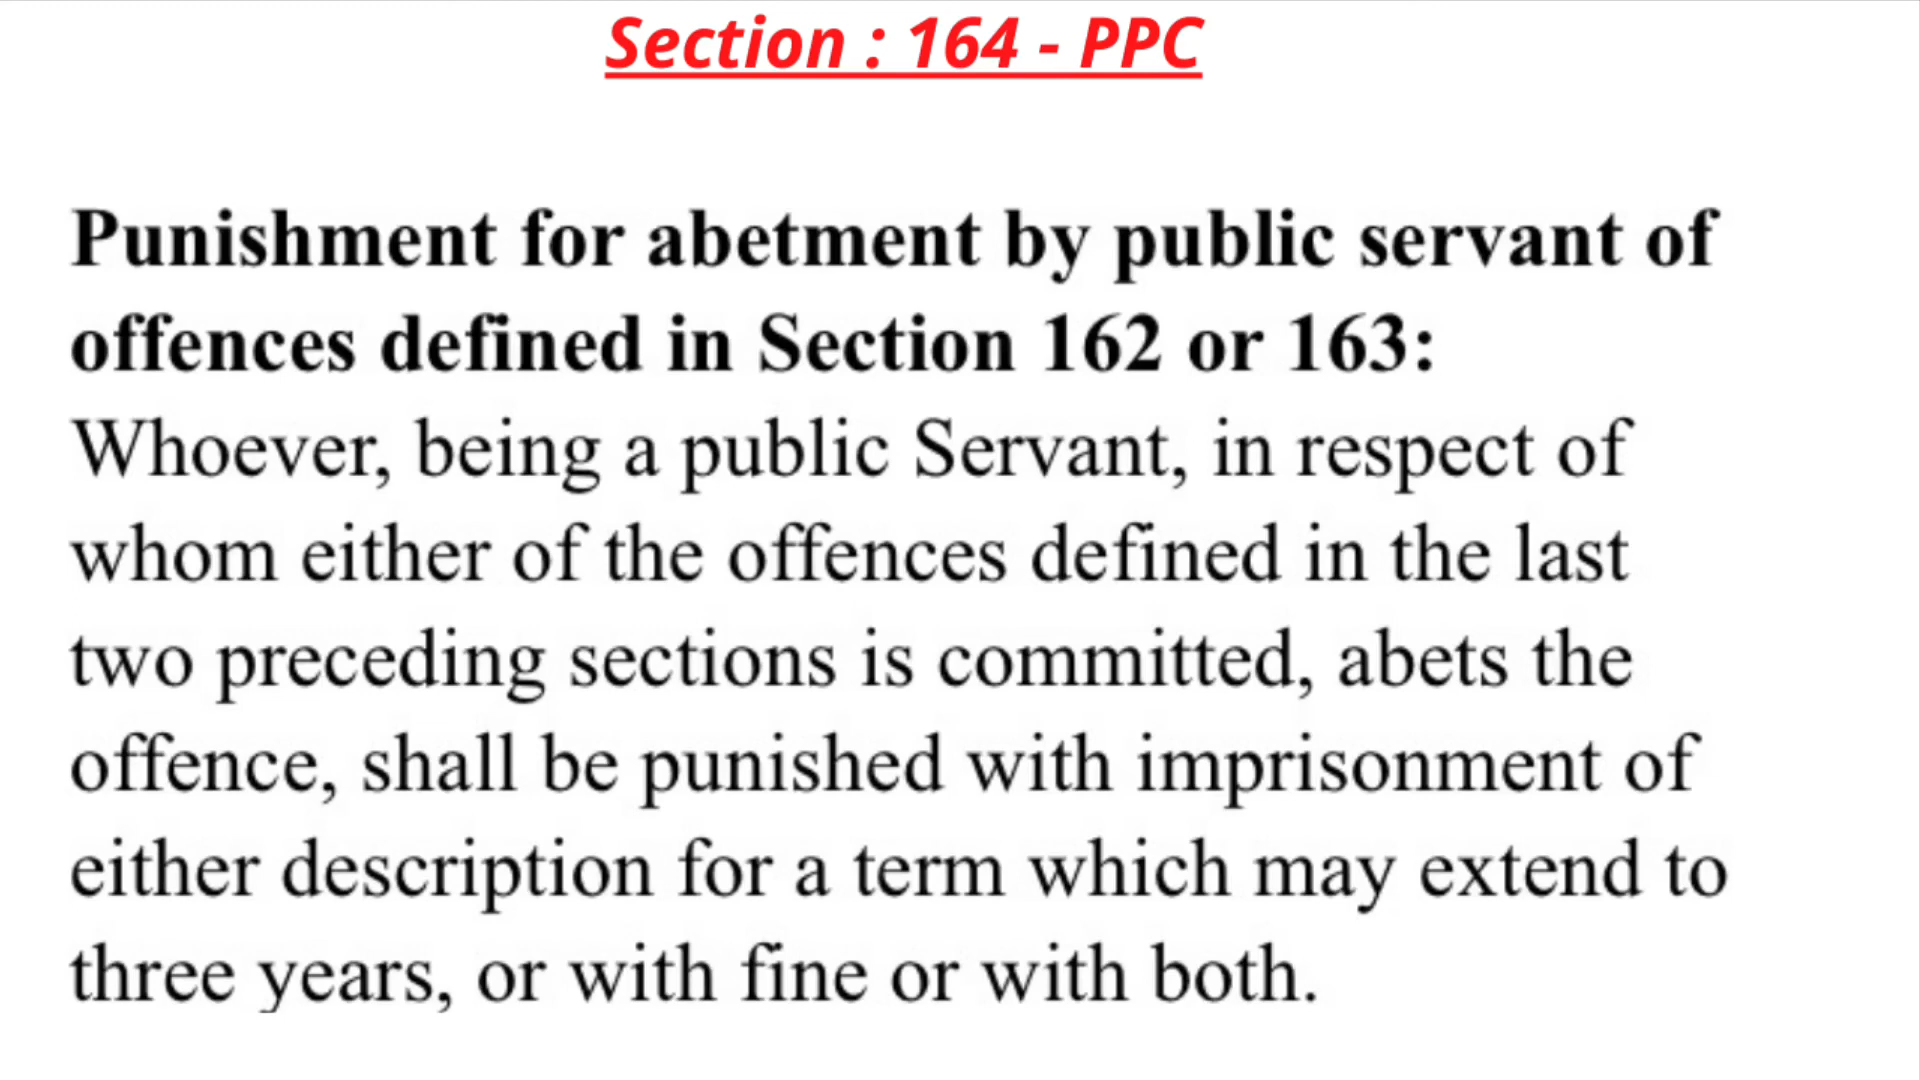 Section : 164 - PPC
Punishment for abetment by public servant of
offences defined in Section 162 or 163:
Whoever, being a public Servant, in respect of
whom either of the offences defined in the last
two preceding sections is committed, abets the
offence, shall be punished with imprisonment of
either description for a term which may extend to
three years, or with fine or with both.